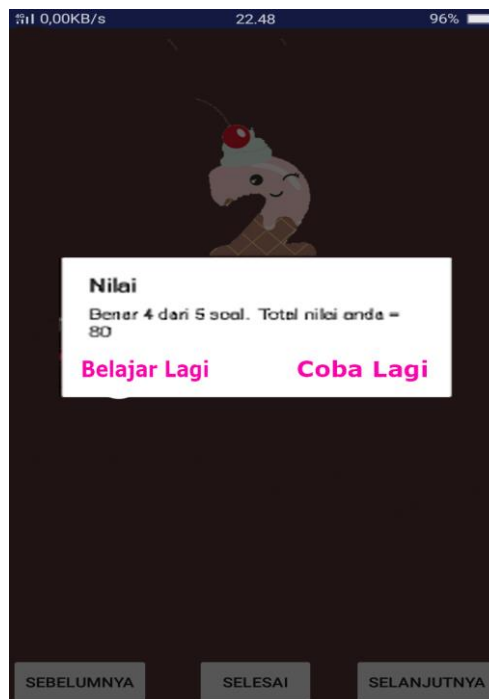 0,00KB/s 22.48 96%
Nilai
Benar 4 dari 5 soal. Total nilai anda =
80
Belajar Lagi Coba Lagi
SEBELUMNYA SELESAI SELANJUTNYA